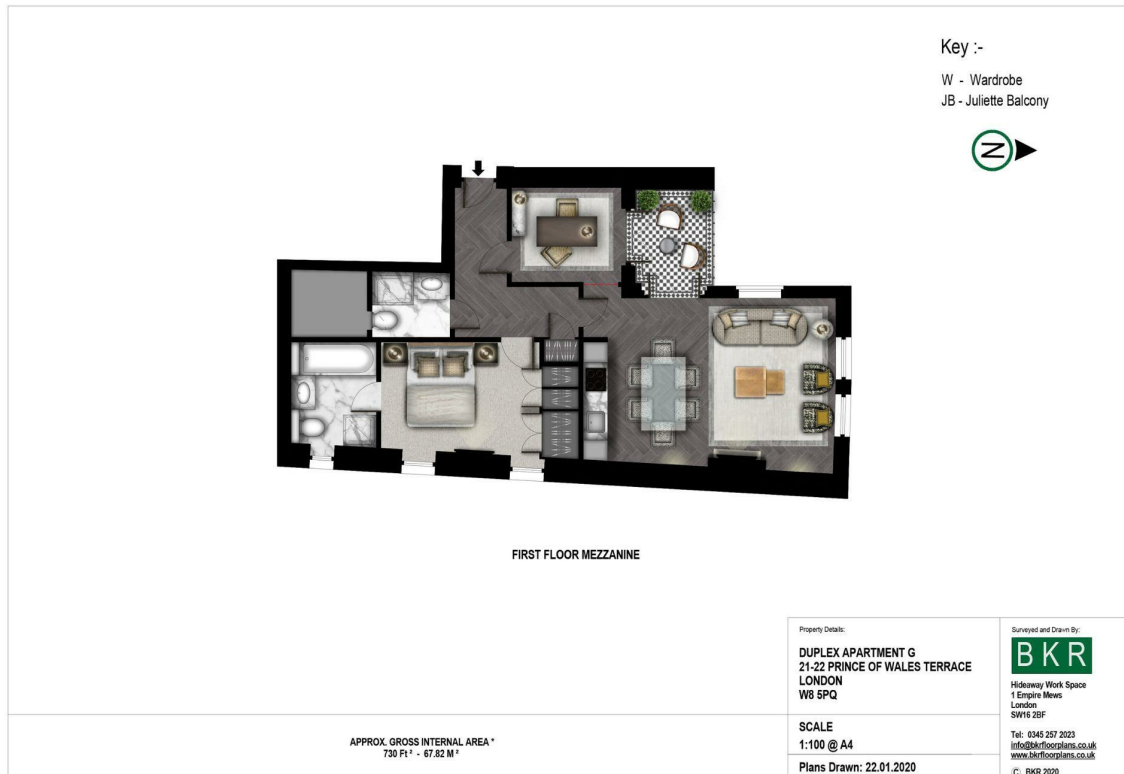 Key :-
W - Wardrobe
JB - Juliette Balcony
N
FIRST FLOOR MEZZANINE
APPROX. GROSS INTERNAL AREA *
730 Ft ² - 67.82 M ²
Property Details:
DUPLEX APARTMENT G
21-22 PRINCE OF WALES TERRACE
LONDON
W8 5PQ
SCALE
1:100 @ A4
Plans Drawn: 22.01.2020
Surveyed and Drawn By:
BKR
Hideaway Work Space
1 Empire Mews
London
SW16 2BF
Tel: 0345 257 2023
info@bkrfloorplans.co.uk
www.bkrfloorplans.co.uk
© BKR 2020